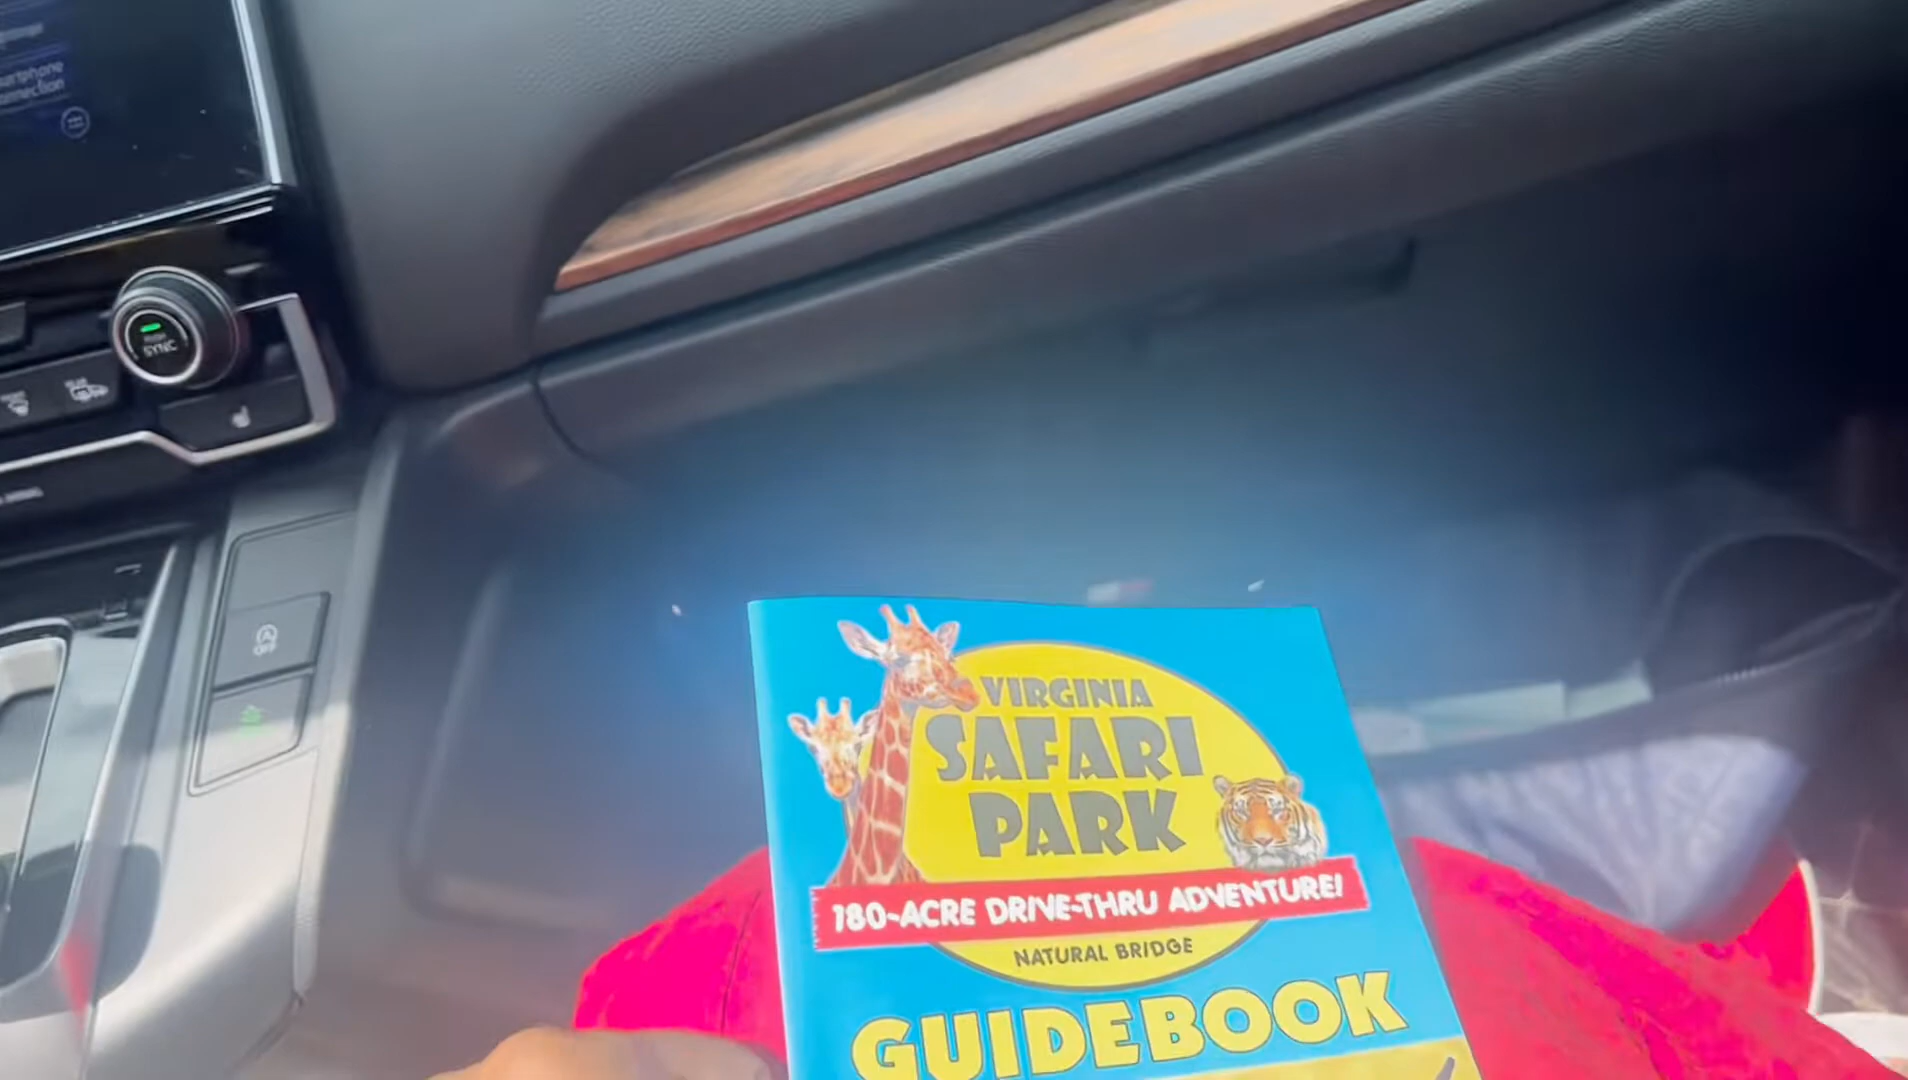 VIRGINIA
SAFARI
PARK
180-ACRE DRIVE-THRU ADVENTURE!
NATURAL BRIDGE
GUIDEBOOK
SYNC
OFF